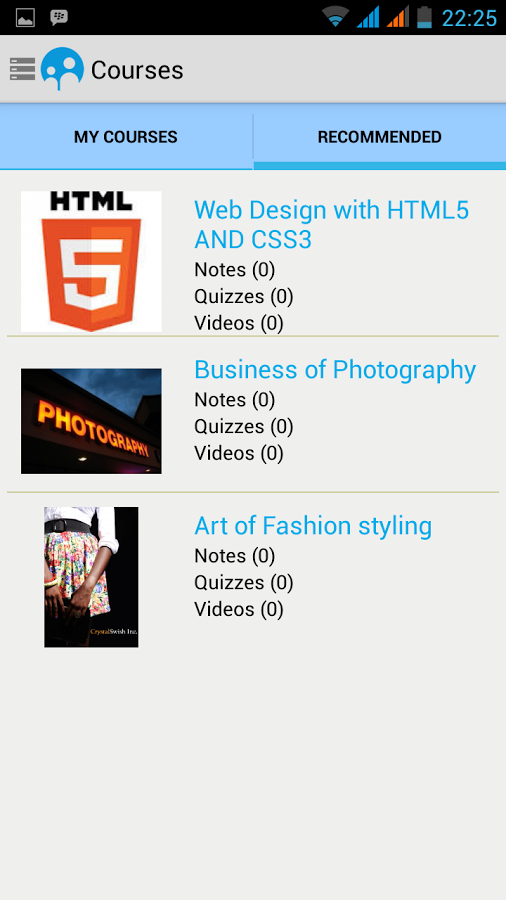 22:25
Courses
MY COURSES
RECOMMENDED
HTML
5
Web Design with HTML5
AND CSS3
Notes (0)
Quizzes (0)
Videos (0)
PHOTOGRAPHY
Business of Photography
Notes (0)
Quizzes (0)
Videos (0)
CrystalSwish Inc.
Art of Fashion styling
Notes (0)
Quizzes (0)
Videos (0)